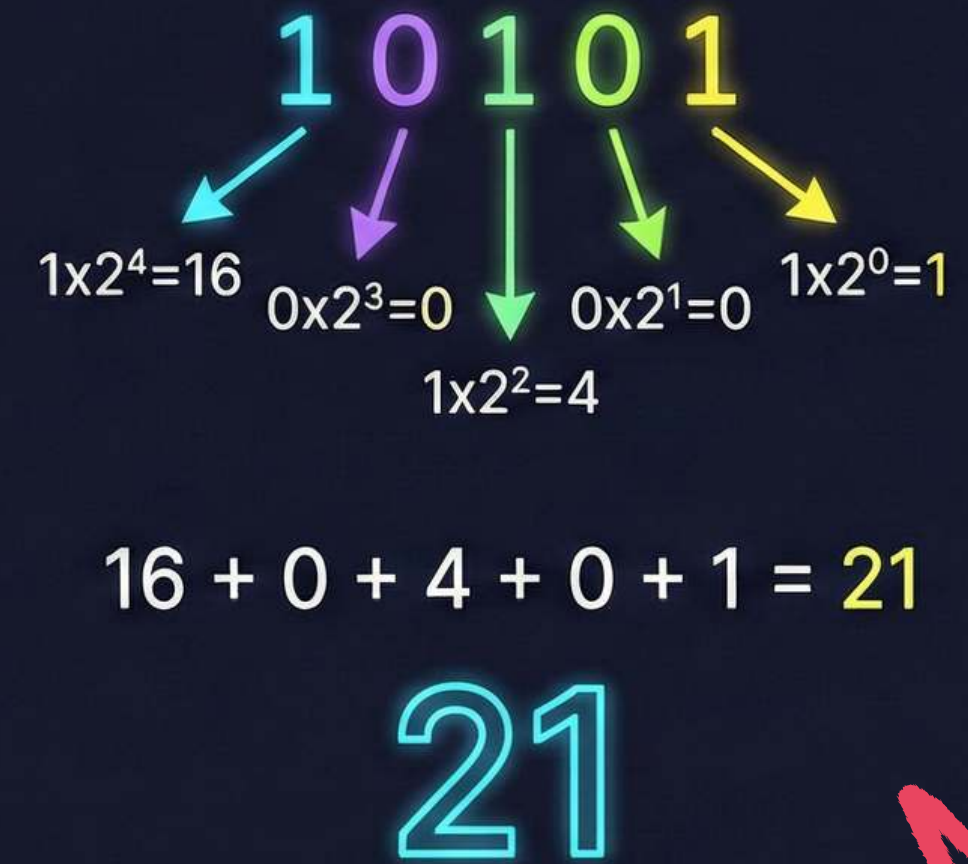 1 0 1 0 1
1x2⁴=16
0x2³=0
1x2²=4
0x2¹=0
1x2⁰=1
16 + 0 + 4 + 0 + 1 = 21
21